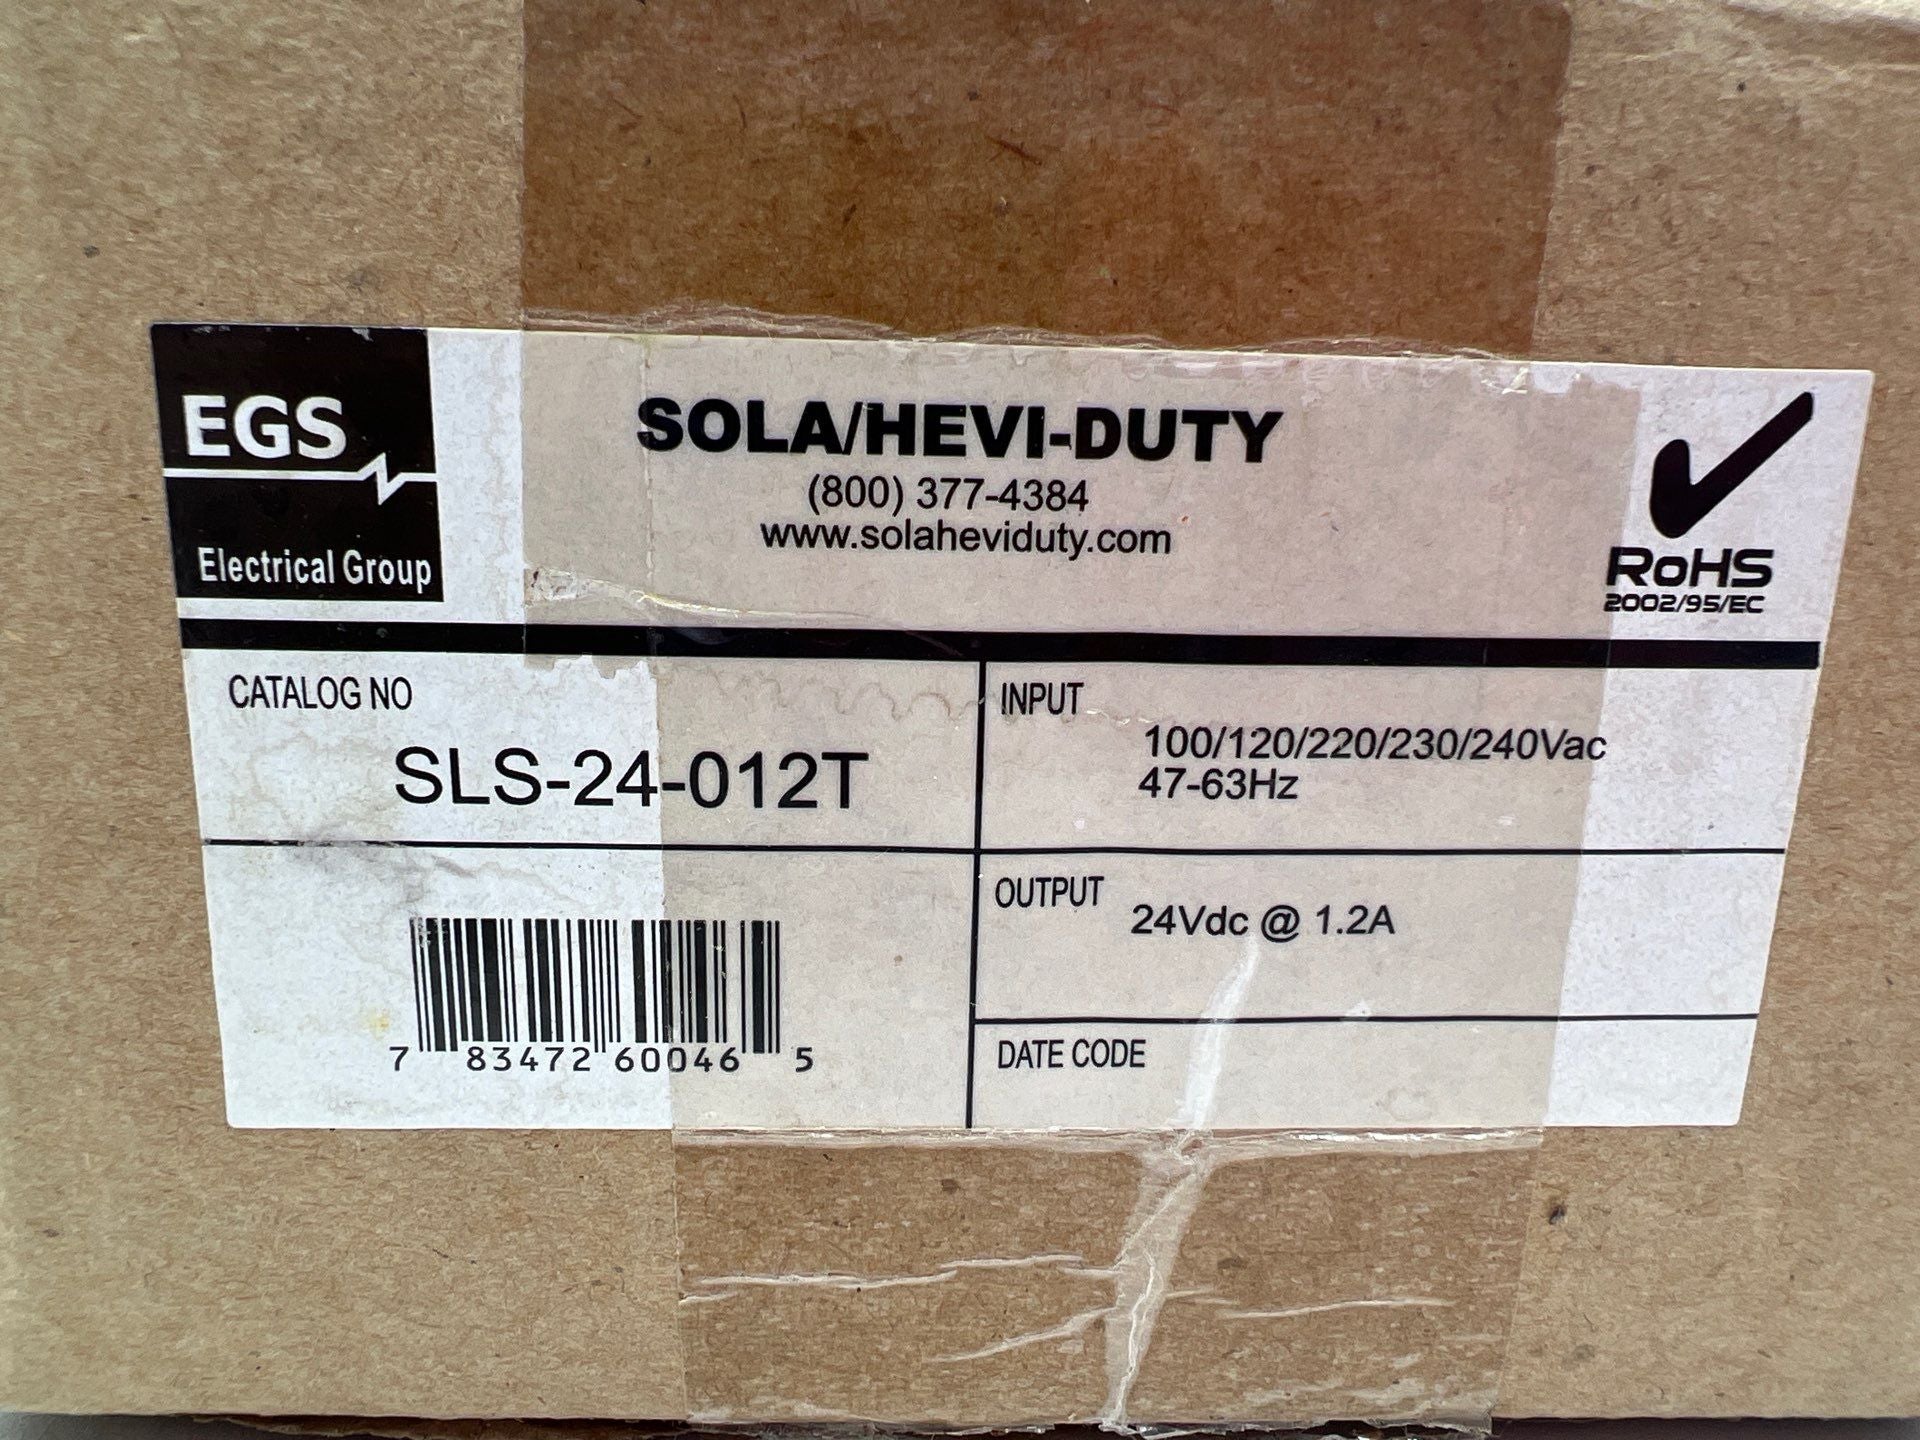 EGS
Electrical Group
SOLA/HEVI-DUTY
(800) 377-4384
www.solaheviduty.com
RoHS
2002/95/EC
CATALOG NO
SLS-24-012T
INPUT
100/120/220/230/240Vac
47-63Hz
OUTPUT
24Vdc @ 1.2A
7 83472 60046 5
DATE CODE